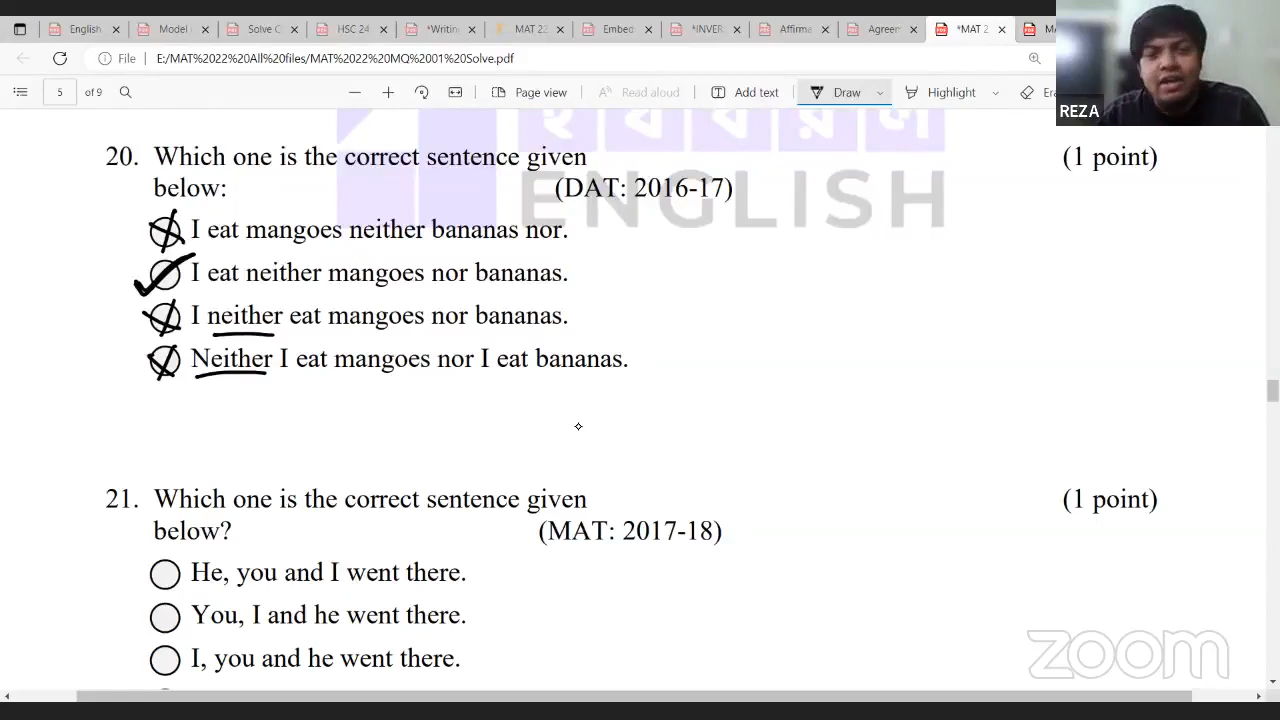 English
Model
Solve C
HSC 24
*Writin
MAT 22
Embed
*INVER
Affirma
Agreem
*MAT 2
File
E:/MAT%2022%20All%20files/MAT%2022%20MQ%2001%20Solve.pdf
5 of 9
Page view
Read aloud
Add text
Draw
Highlight
REZA
হ য ব র ল
ENGLISH
20. Which one is the correct sentence given (1 point)
below: (DAT: 2016-17)
I eat mangoes neither bananas nor.
I eat neither mangoes nor bananas.
I neither eat mangoes nor bananas.
Neither I eat mangoes nor I eat bananas.
21. Which one is the correct sentence given (1 point)
below? (MAT: 2017-18)
He, you and I went there.
You, I and he went there.
I, you and he went there.
zoom